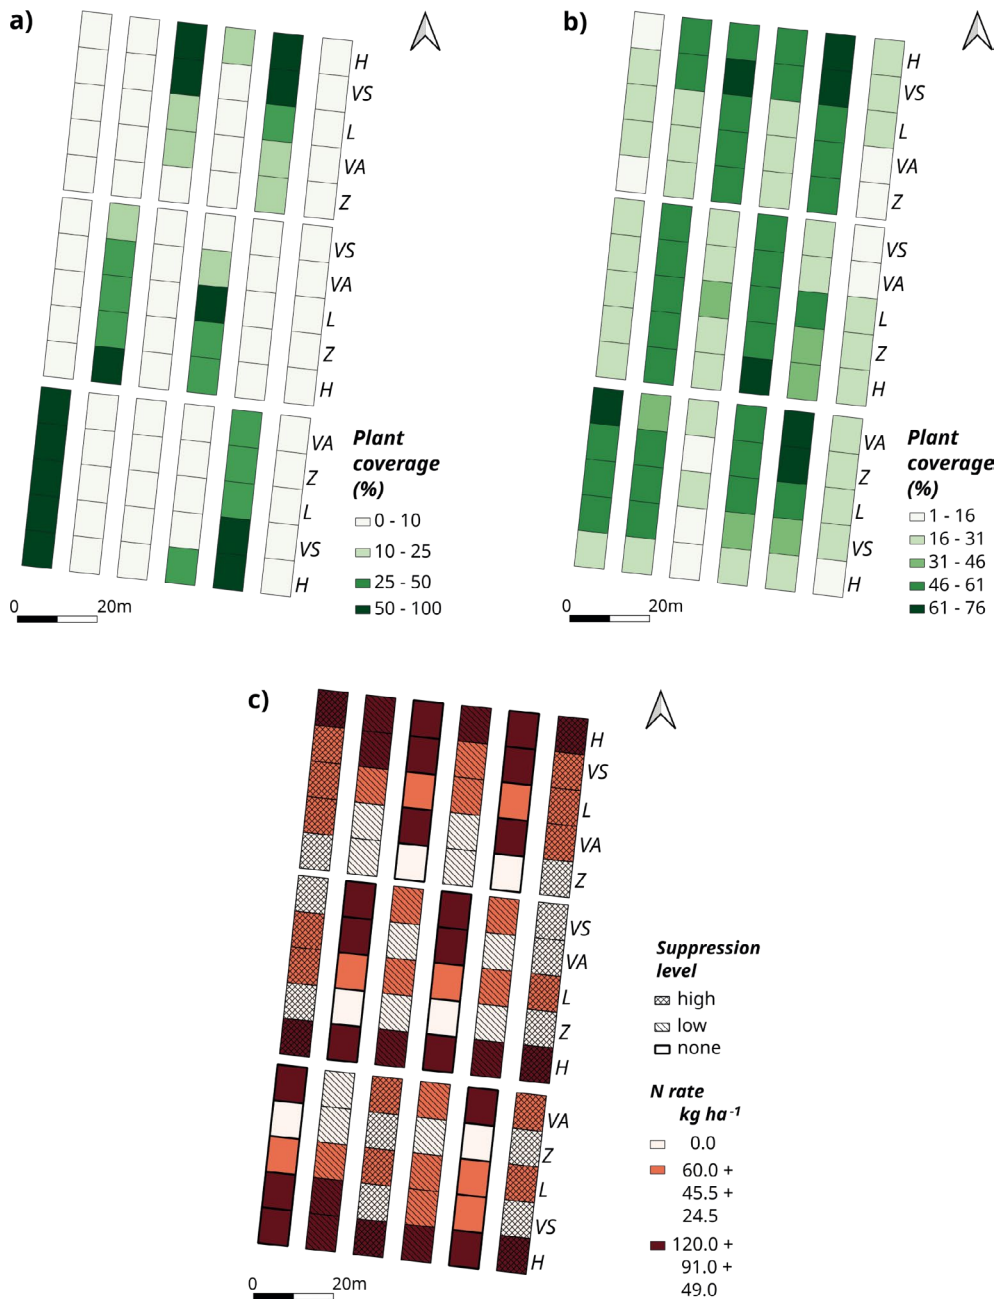 a)
H
VS
L
VA
Z
VS
VA
L
Z
H
VA
Z
L
VS
H
Plant
coverage
(%)
0 - 10
10 - 25
25 - 50
50 - 100
0 20m
b)
H
VS
L
VA
Z
VS
VA
L
Z
H
VA
Z
L
VS
H
Plant
coverage
(%)
1 - 16
16 - 31
31 - 46
46 - 61
61 - 76
0 20m
c)
H
VS
L
VA
Z
VS
VA
L
Z
H
VA
Z
L
VS
H
Suppression
level
high
low
none
N rate
kg ha⁻¹
0.0
60.0 +
45.5 +
24.5
120.0 +
91.0 +
49.0
0 20m